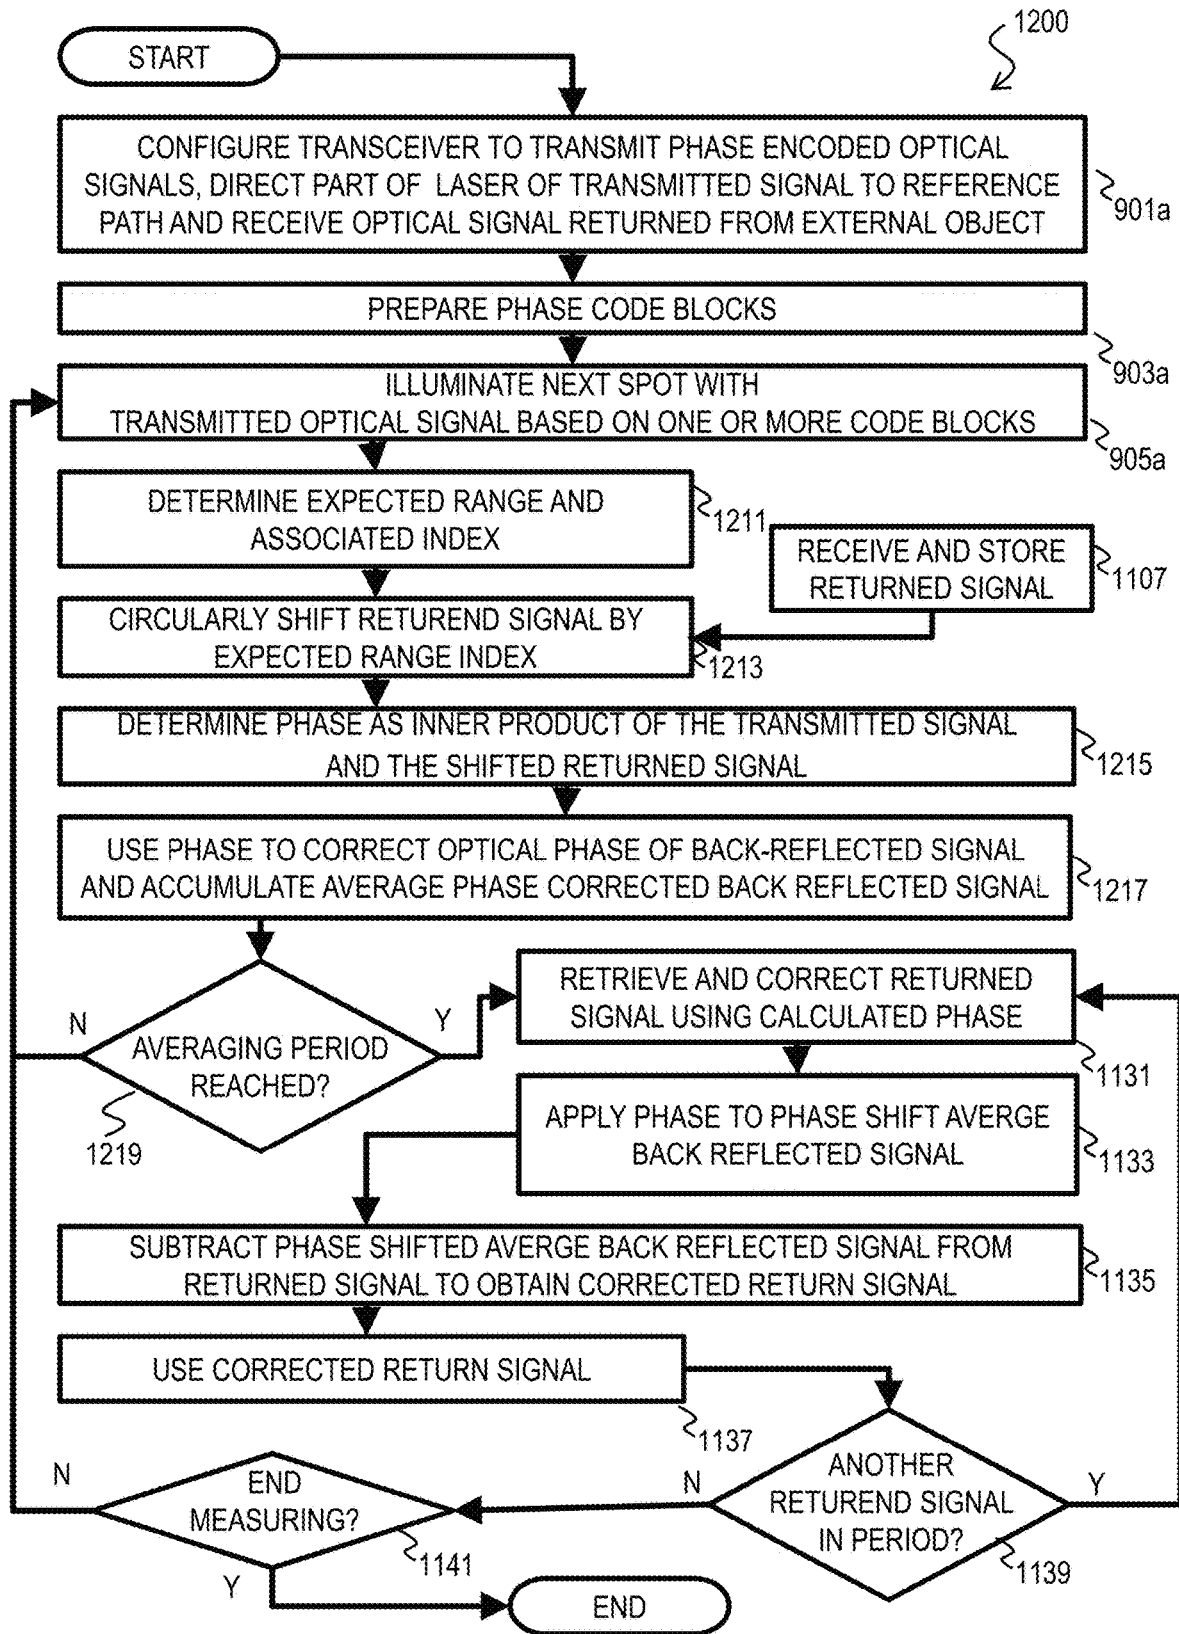 1200
START
CONFIGURE TRANSCEIVER TO TRANSMIT PHASE ENCODED OPTICAL
SIGNALS, DIRECT PART OF LASER OF TRANSMITTED SIGNAL TO REFERENCE
PATH AND RECEIVE OPTICAL SIGNAL RETURNED FROM EXTERNAL OBJECT
901a
PREPARE PHASE CODE BLOCKS
903a
ILLUMINATE NEXT SPOT WITH
TRANSMITTED OPTICAL SIGNAL BASED ON ONE OR MORE CODE BLOCKS
905a
DETERMINE EXPECTED RANGE AND
ASSOCIATED INDEX
1211
RECEIVE AND STORE
RETURNED SIGNAL
1107
CIRCULARLY SHIFT RETUREND SIGNAL BY
EXPECTED RANGE INDEX
1213
DETERMINE PHASE AS INNER PRODUCT OF THE TRANSMITTED SIGNAL
AND THE SHIFTED RETURNED SIGNAL
1215
USE PHASE TO CORRECT OPTICAL PHASE OF BACK-REFLECTED SIGNAL
AND ACCUMULATE AVERAGE PHASE CORRECTED BACK REFLECTED SIGNAL
1217
N
AVERAGING PERIOD
REACHED?
Y
1219
RETRIEVE AND CORRECT RETURNED
SIGNAL USING CALCULATED PHASE
1131
APPLY PHASE TO PHASE SHIFT AVERGE
BACK REFLECTED SIGNAL
1133
SUBTRACT PHASE SHIFTED AVERGE BACK REFLECTED SIGNAL FROM
RETURNED SIGNAL TO OBTAIN CORRECTED RETURN SIGNAL
1135
USE CORRECTED RETURN SIGNAL
1137
N
ANOTHER
RETUREND SIGNAL
IN PERIOD?
Y
1139
N
END
MEASURING?
1141
Y
END